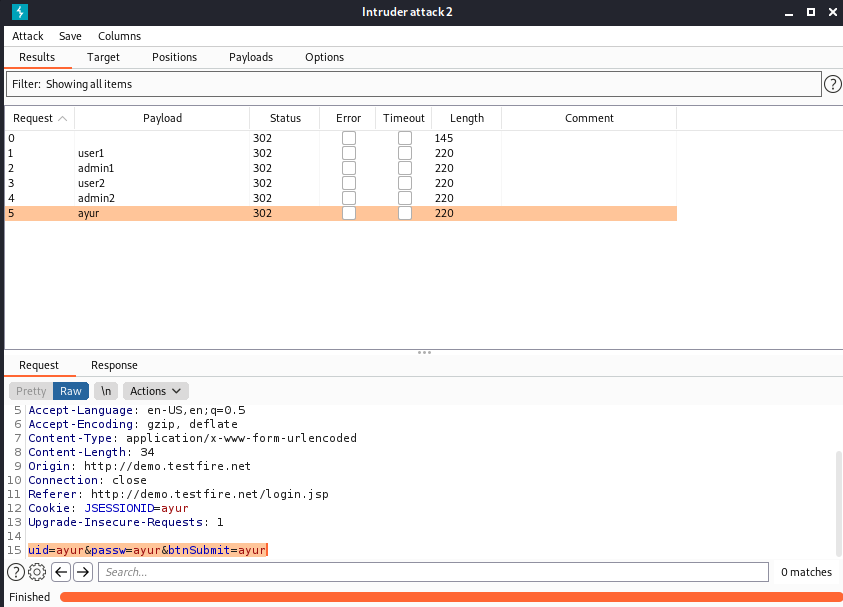 Intruder attack2
Attack Save Columns
Results Target Positions Payloads Options
Filter: Showing all items ?
Request Payload Status Error Timeout Length Comment
0 302 145
1 user1 302 220
2 admin1 302 220
3 user2 302 220
4 admin2 302 220
5 ayur 302 220
Request Response
Pretty Raw \n Actions
5 Accept-Language: en-US,en;q=0.5
6 Accept-Encoding: gzip, deflate
7 Content-Type: application/x-www-form-urlencoded
8 Content-Length: 34
9 Origin: http://demo.testfire.net
10 Connection: close
11 Referer: http://demo.testfire.net/login.jsp
12 Cookie: JSESSIONID=ayur
13 Upgrade-Insecure-Requests: 1
14
15 uid=ayur&passw=ayur&btnSubmit=ayur
? Search... 0 matches
Finished